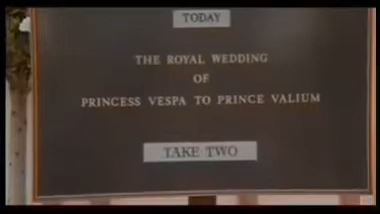 TODAY
THE ROYAL WEDDING
OF
PRINCESS VESPA TO PRINCE VALIUM
TAKE TWO